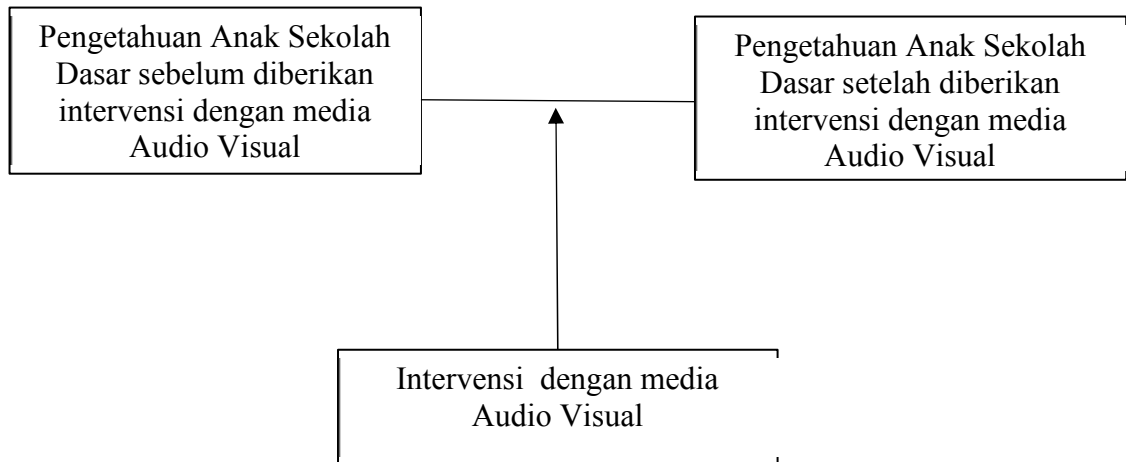 Pengetahuan Anak Sekolah
Dasar sebelum diberikan
intervensi dengan media
Audio Visual
Pengetahuan Anak Sekolah
Dasar setelah diberikan
intervensi dengan media
Audio Visual
Intervensi dengan media
Audio Visual